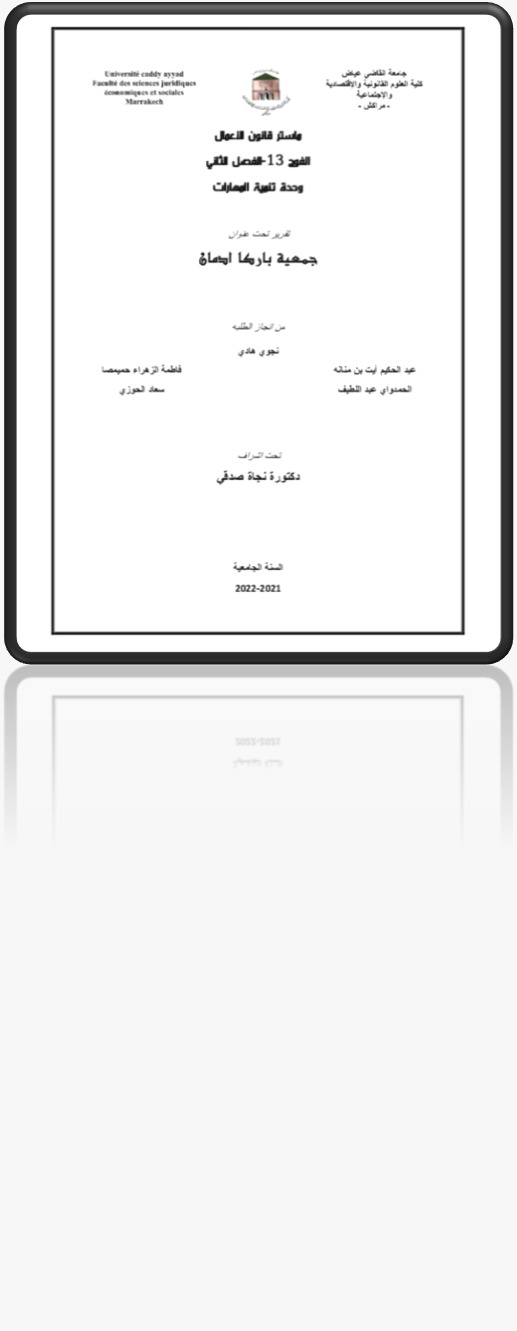 Université caddy ayyad
Faculté des sciences juridiques
économiques et sociales
Marrakech
جامعة القاضي عياض
كلية العلوم القانونية والإقتصادية
والإجتماعية
- مراكش -
ماستر قانون الأعمال
الفوج 13-الفصل الثاني
وحدة تنمية المهارات
تقرير تحت عنوان
جمعية باركا ادمان
من انجاز الطلبه
نجوي هادي
عبد الحكيم أيت بن منانه
فاطمة الزهراء حميمصا
الحمدواي عبد اللطيف
سعاد الحوزي
تحت اشراف
دكتورة نجاة صدقي
السنة الجامعية
2022-2021